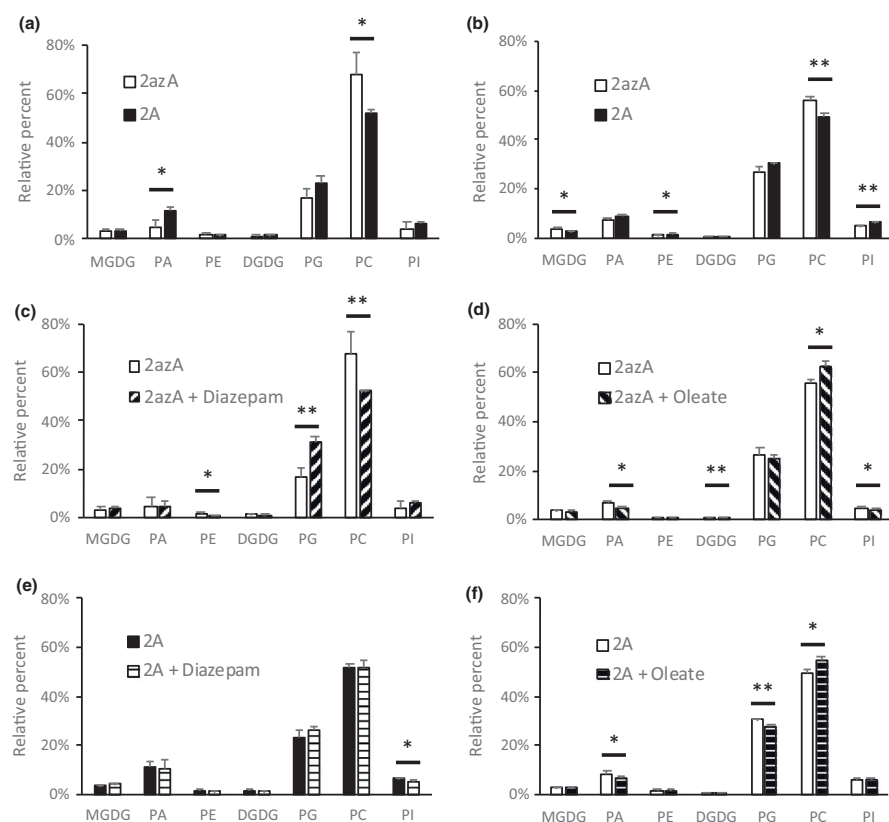 (a)
*
80%
2azA
2A
60%
Relative percent
40%
*
20%
0%
MGDG PA PE DGDG PG PC PI
(b)
80%
**
2azA
2A
60%
Relative percent
40%
20%
* * **
0%
MGDG PA PE DGDG PG PC PI
(c)
**
80%
2azA
2azA + Diazepam
60%
Relative percent
40%
**
20%
*
0%
MGDG PA PE DGDG PG PC PI
(d)
80%
*
2azA
2azA + Oleate
60%
Relative percent
40%
20%
* ** *
0%
MGDG PA PE DGDG PG PC PI
(e)
80%
2A
2A + Diazepam
60%
Relative percent
40%
20%
*
0%
MGDG PA PE DGDG PG PC PI
(f)
80%
2A
2A + Oleate
*
60%
Relative percent
**
40%
20%
*
0%
MGDG PA PE DGDG PG PC PI